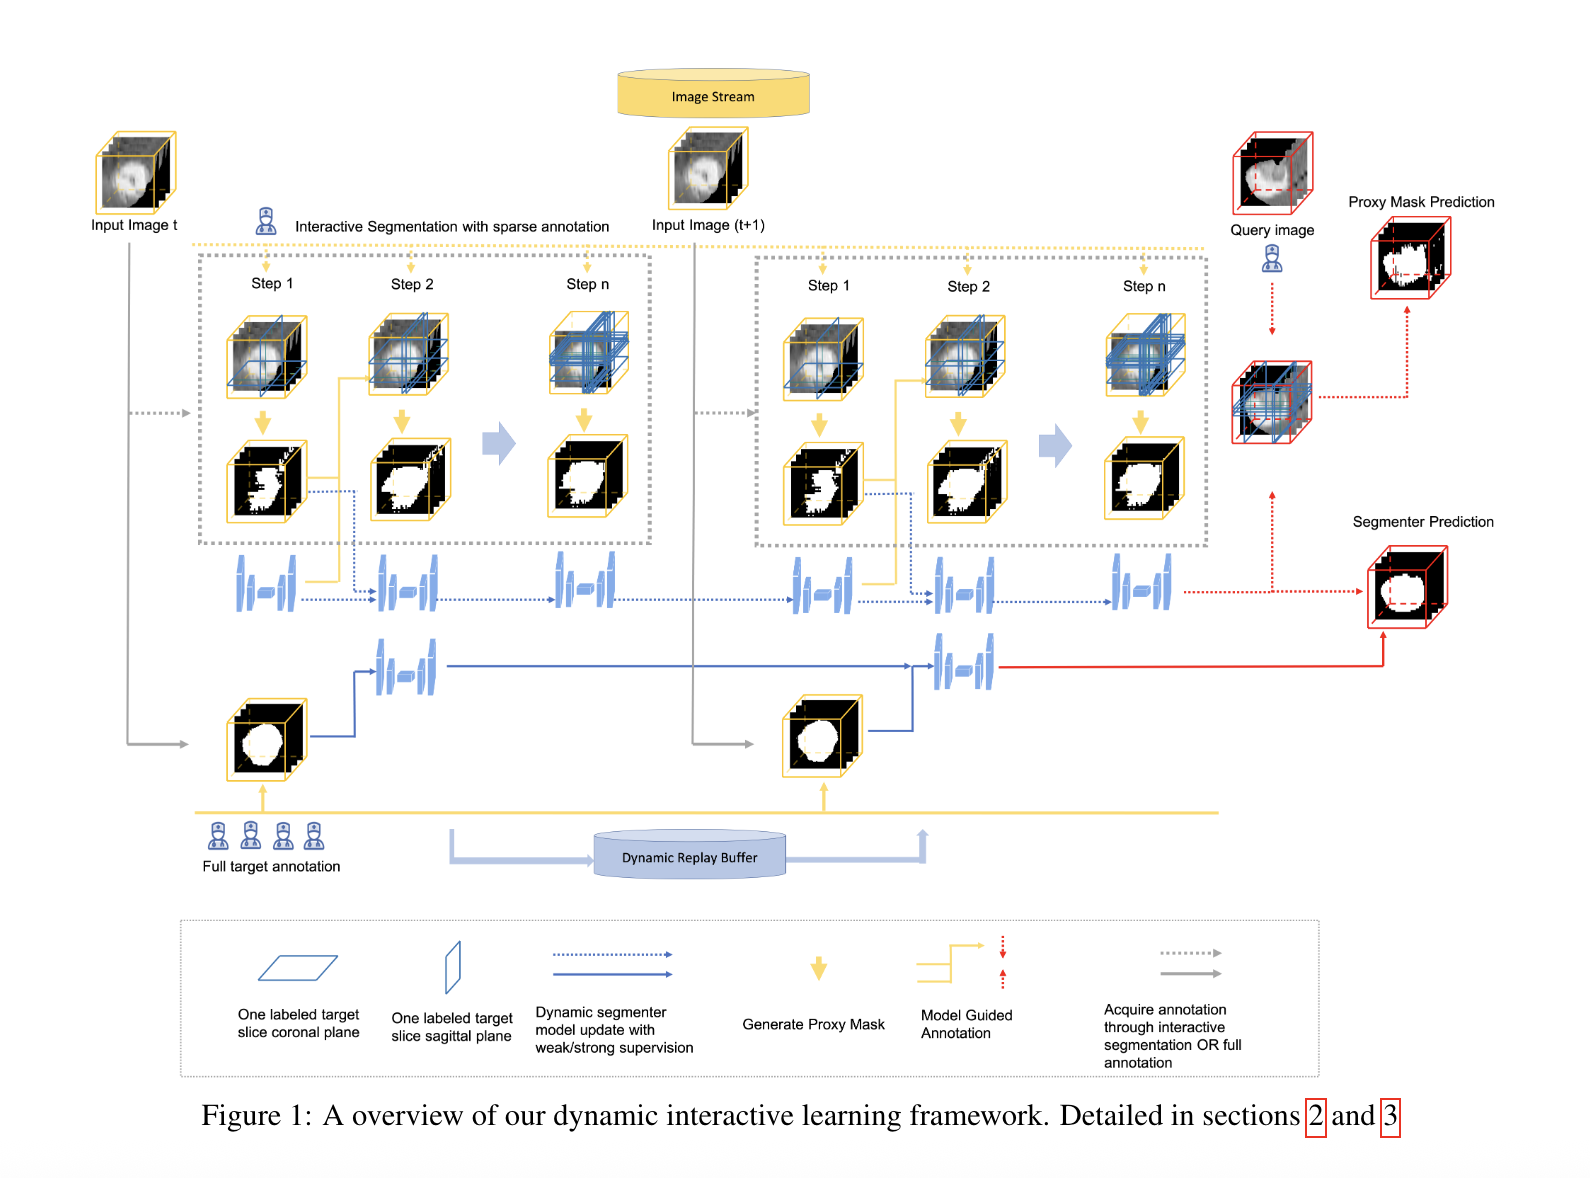 Image Stream
Input Image t
Interactive Segmentation with sparse annotation
Input Image (t+1)
Query image
Proxy Mask Prediction
Step 1
Step 2
Step n
Step 1
Step 2
Step n
Segmenter Prediction
Full target annotation
Dynamic Replay Buffer
One labeled target
slice coronal plane
One labeled target
slice sagittal plane
Dynamic segmenter
model update with
weak/strong supervision
Generate Proxy Mask
Model Guided
Annotation
Acquire annotation
through interactive
segmentation OR full
annotation
Figure 1: A overview of our dynamic interactive learning framework. Detailed in sections 2 and 3